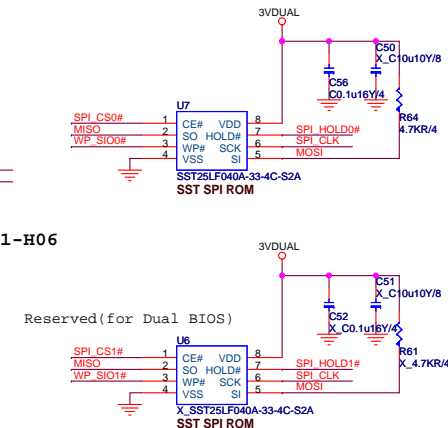 3VDUAL
C50
X_C10u10Y/8
C56
C0.1u16Y/4
R64
4.7KR/4
U7
SPI_CS0# 1 CE# VDD 8
MISO 2 SO HOLD# 7 SPI_HOLD0#
WP_SIO0# 3 WP# SCK 6 SPI_CLK
4 VSS SI 5 MOSI
SST25LF040A-33-4C-S2A
SST SPI ROM
1-H06
3VDUAL
C51
X_C10u10Y/8
C52
X_C0.1u16Y/4
R61
X_4.7KR/4
Reserved(for Dual BIOS)
U6
SPI_CS1# 1 CE# VDD 8
MISO 2 SO HOLD# 7 SPI_HOLD1#
WP_SIO1# 3 WP# SCK 6 SPI_CLK
4 VSS SI 5 MOSI
X_SST25LF040A-33-4C-S2A
SST SPI ROM